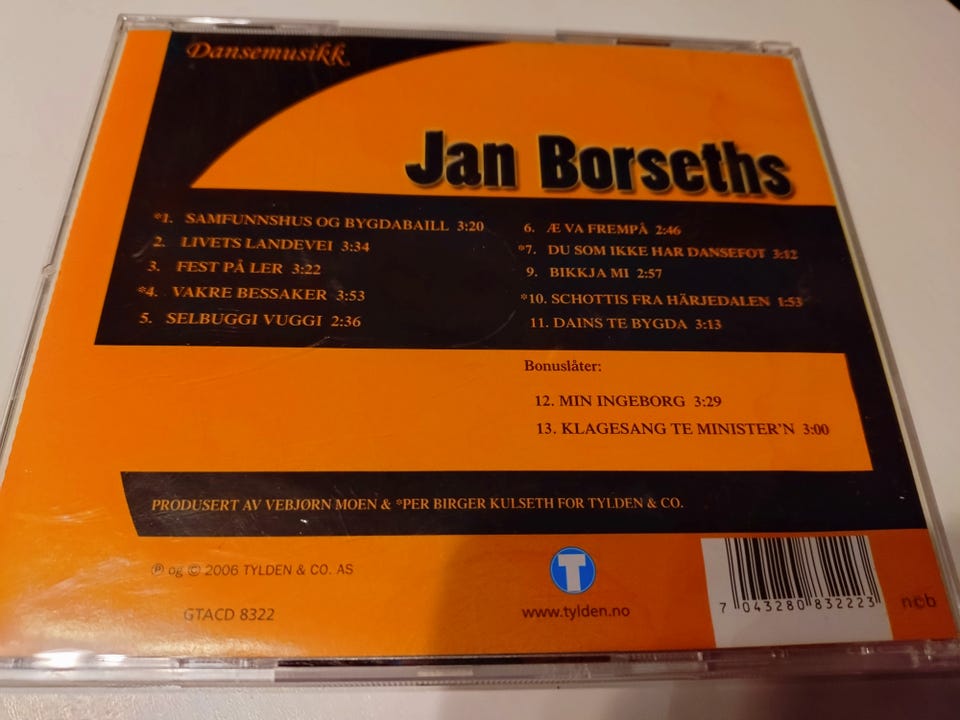 Dansemusikk
Jan Borseths
*1. SAMFUNNSHUS OG BYGDABAILL 3:20
2. LIVETS LANDEVEI 3:34
3. FEST PÅ LER 3:22
*4. VAKRE BESSAKER 3:53
5. SELBUGGI VUGGI 2:36
6. Æ VA FREMPÅ 2:46
*7. DU SOM IKKE HAR DANSEFOT 3:12
9. BIKKJA MI 2:57
*10. SCHOTTIS FRA HÄRJEDALEN 1:53
11. DAINS TE BYGDA 3:13
Bonuslåter:
12. MIN INGEBORG 3:29
13. KLAGESANG TE MINISTER'N 3:00
PRODUSERT AV VEBJØRN MOEN & *PER BIRGER KULSETH FOR TYLDEN & CO.
℗ og © 2006 TYLDEN & CO. AS
GTACD 8322
T
www.tylden.no
7 043280 832223
ncb